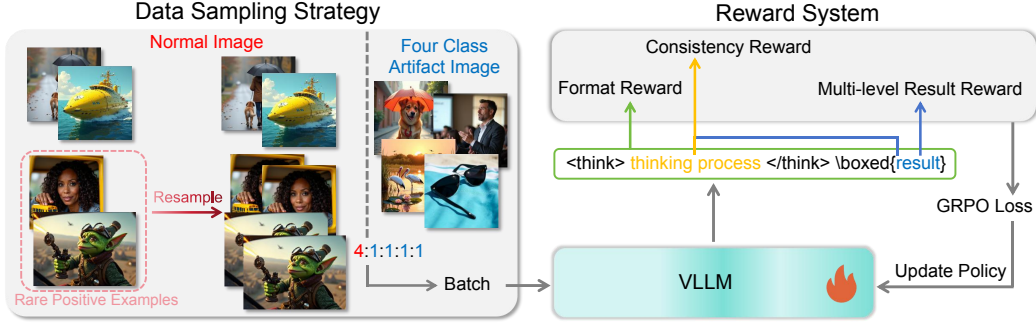 Data Sampling Strategy
Normal Image
Four Class
Artifact Image
Resample
Rare Positive Examples
4:1:1:1:1
Batch
Reward System
Consistency Reward
Format Reward
Multi-level Result Reward
<think> thinking process </think> \boxed{result}
GRPO Loss
VLLM
Update Policy